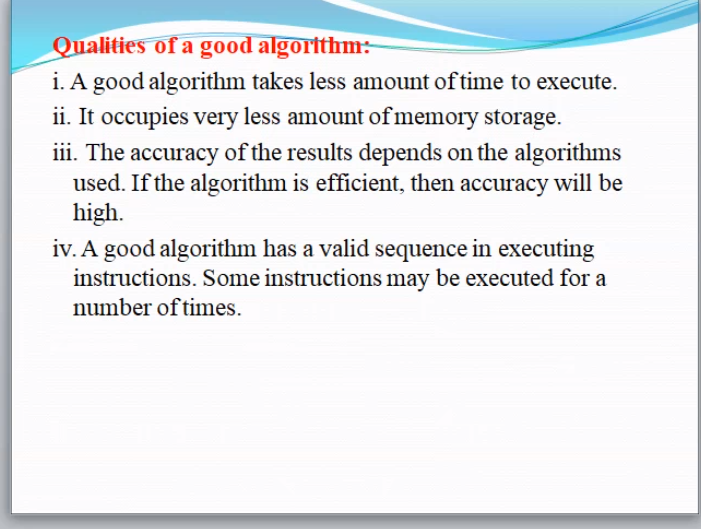 Qualities of a good algorithm:
i. A good algorithm takes less amount of time to execute.
ii. It occupies very less amount of memory storage.
iii. The accuracy of the results depends on the algorithms
used. If the algorithm is efficient, then accuracy will be
high.
iv. A good algorithm has a valid sequence in executing
instructions. Some instructions may be executed for a
number of times.